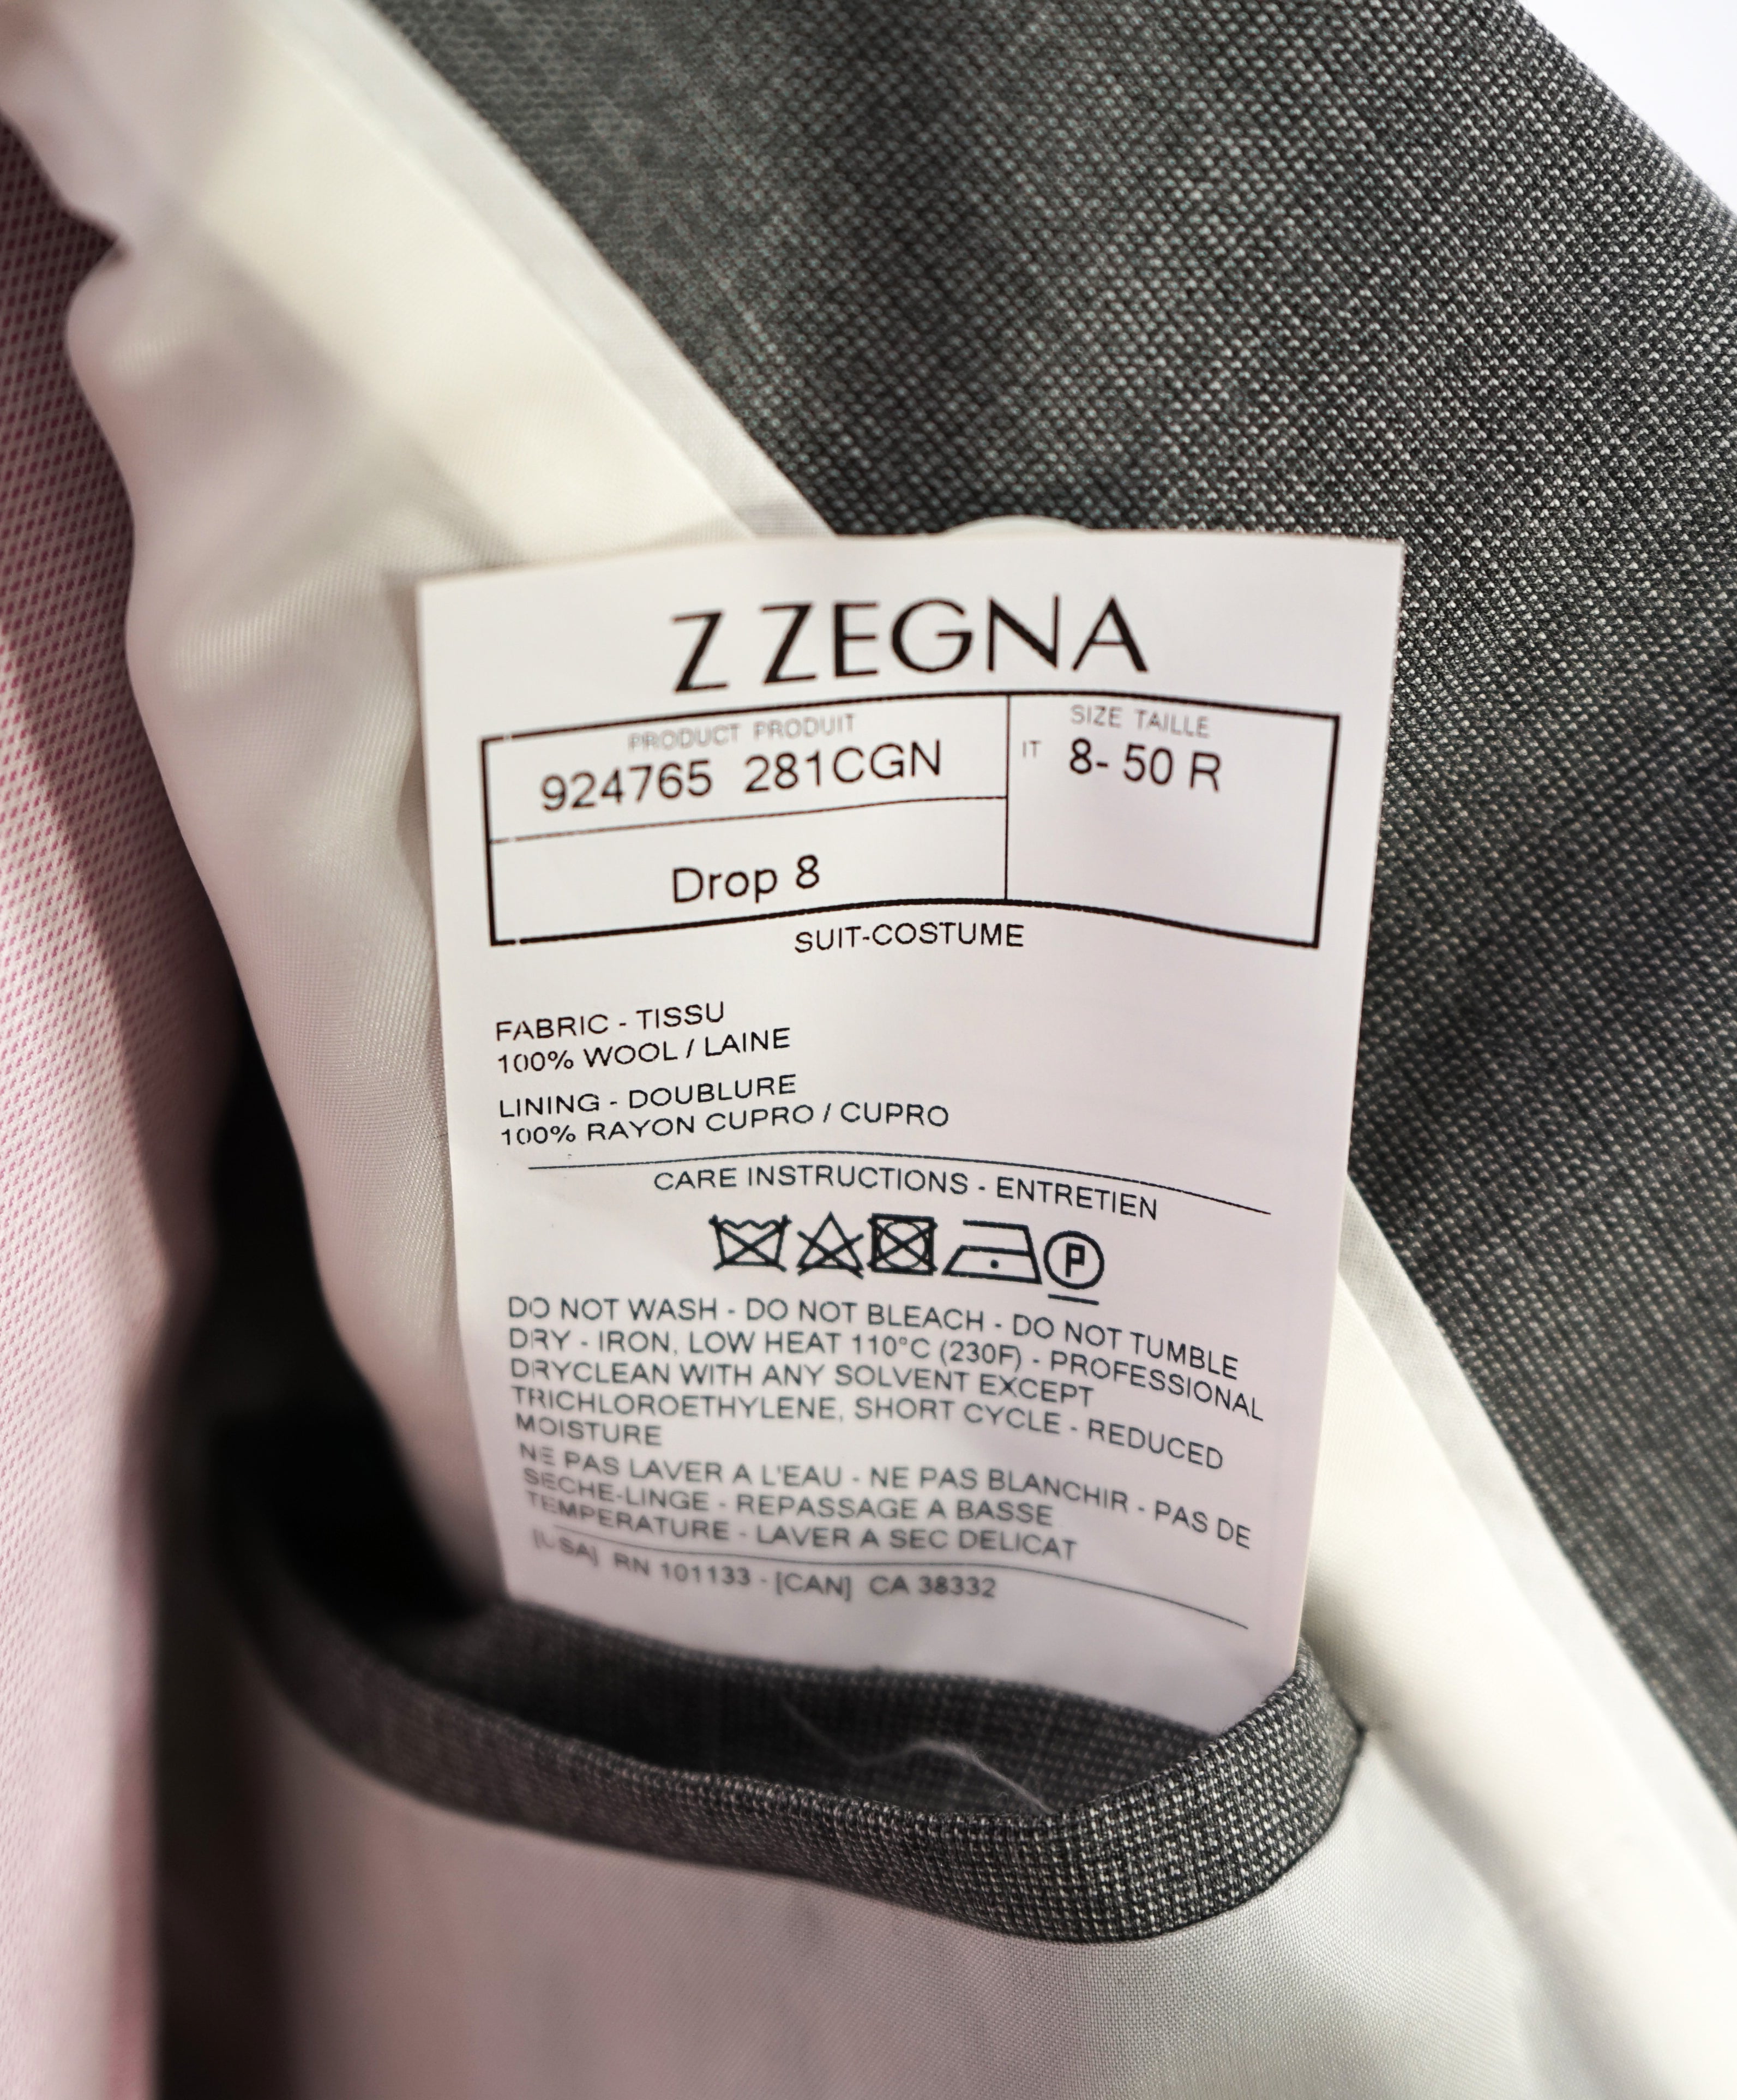 Z ZEGNA
PRODUCT PRODUIT
924765 281CGN
SIZE TAILLE
IT 8- 50 R
Drop 8
SUIT-COSTUME
FABRIC - TISSU
100% WOOL / LAINE
LINING - DOUBLURE
100% RAYON CUPRO / CUPRO
CARE INSTRUCTIONS - ENTRETIEN
P
DO NOT WASH - DO NOT BLEACH - DO NOT TUMBLE
DRY - IRON, LOW HEAT 110°C (230F) - PROFESSIONAL
DRYCLEAN WITH ANY SOLVENT EXCEPT
TRICHLOROETHYLENE, SHORT CYCLE - REDUCED
MOISTURE
NE PAS LAVER A L'EAU - NE PAS BLANCHIR - PAS DE
SECHE-LINGE - REPASSAGE A BASSE
TEMPERATURE - LAVER A SEC DELICAT
[USA] RN 101133 - [CAN] CA 38332